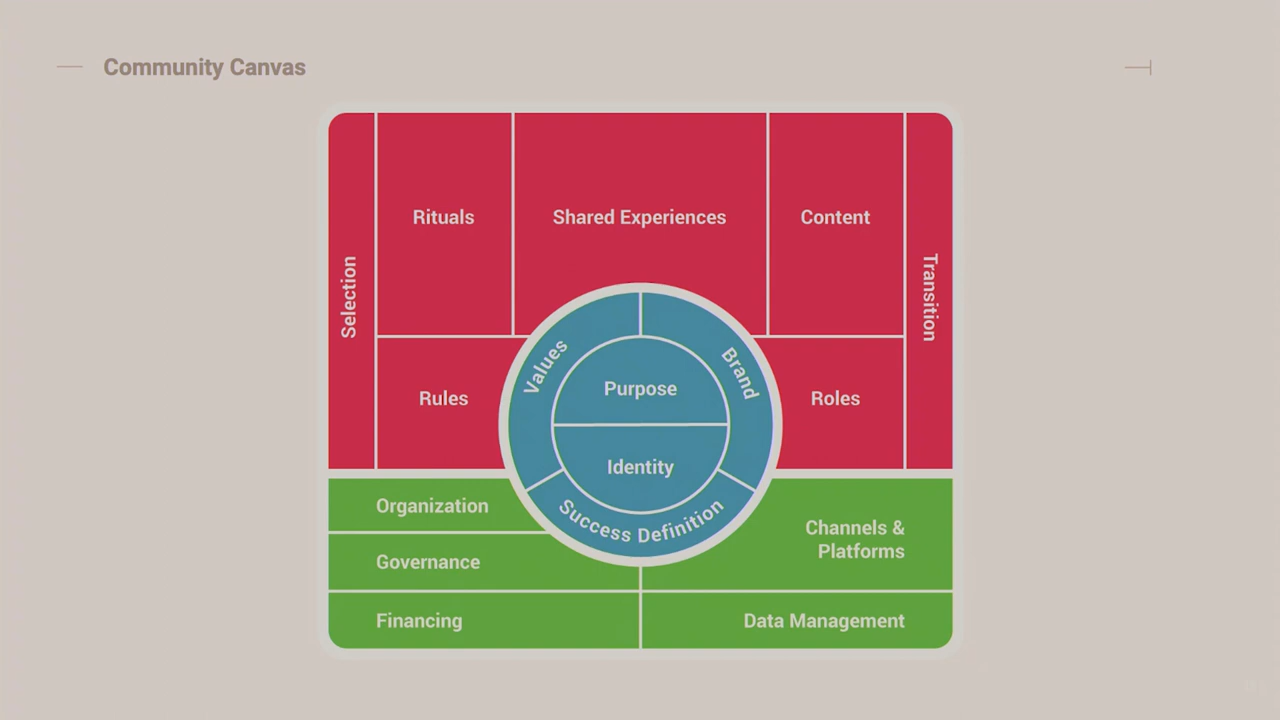 Community Canvas
Selection
Rituals
Shared Experiences
Content
Transition
Rules
Values
Brand
Roles
Purpose
Identity
Success Definition
Organization
Governance
Financing
Channels &
Platforms
Data Management